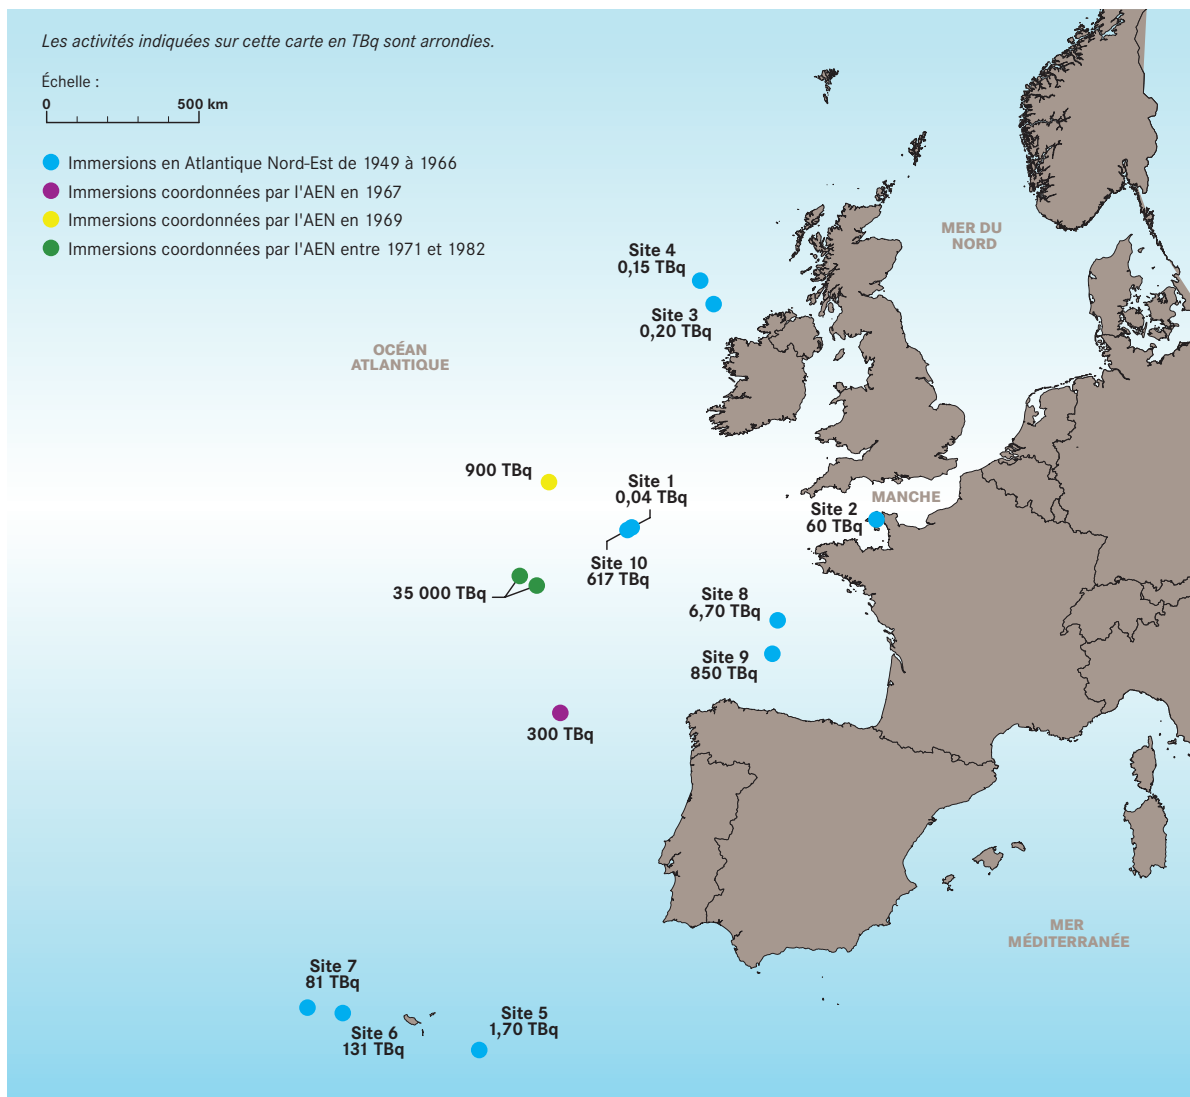 Les activités indiquées sur cette carte en TBq sont arrondies.
Échelle :
0 500 km
Immersions en Atlantique Nord-Est de 1949 à 1966
Immersions coordonnées par l'AEN en 1967
Immersions coordonnées par l'AEN en 1969
Immersions coordonnées par l'AEN entre 1971 et 1982
MER DU
NORD
Site 4
0,15 TBq
Site 3
0,20 TBq
OCÉAN
ATLANTIQUE
900 TBq
Site 1
0,04 TBq
MANCHE
Site 2
60 TBq
Site 10
617 TBq
35 000 TBq
Site 8
6,70 TBq
Site 9
850 TBq
300 TBq
MER
MÉDITERRANÉE
Site 7
81 TBq
Site 6
131 TBq
Site 5
1,70 TBq